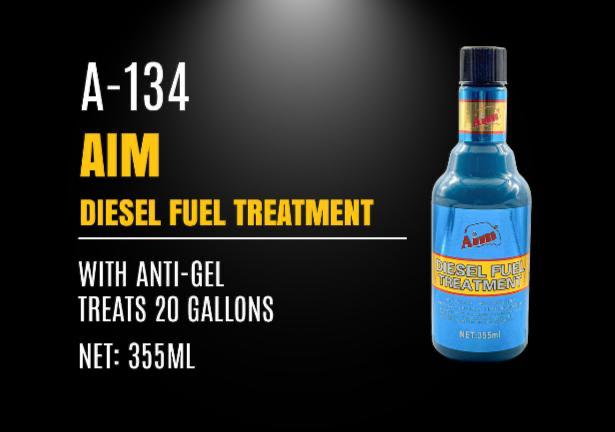 A-134
AIM
DIESEL FUEL TREATMENT
WITH ANTI-GEL
TREATS 20 GALLONS
NET: 355ML
Aim
Aim
DIESEL FUEL
TREATMENT
NET:355ml